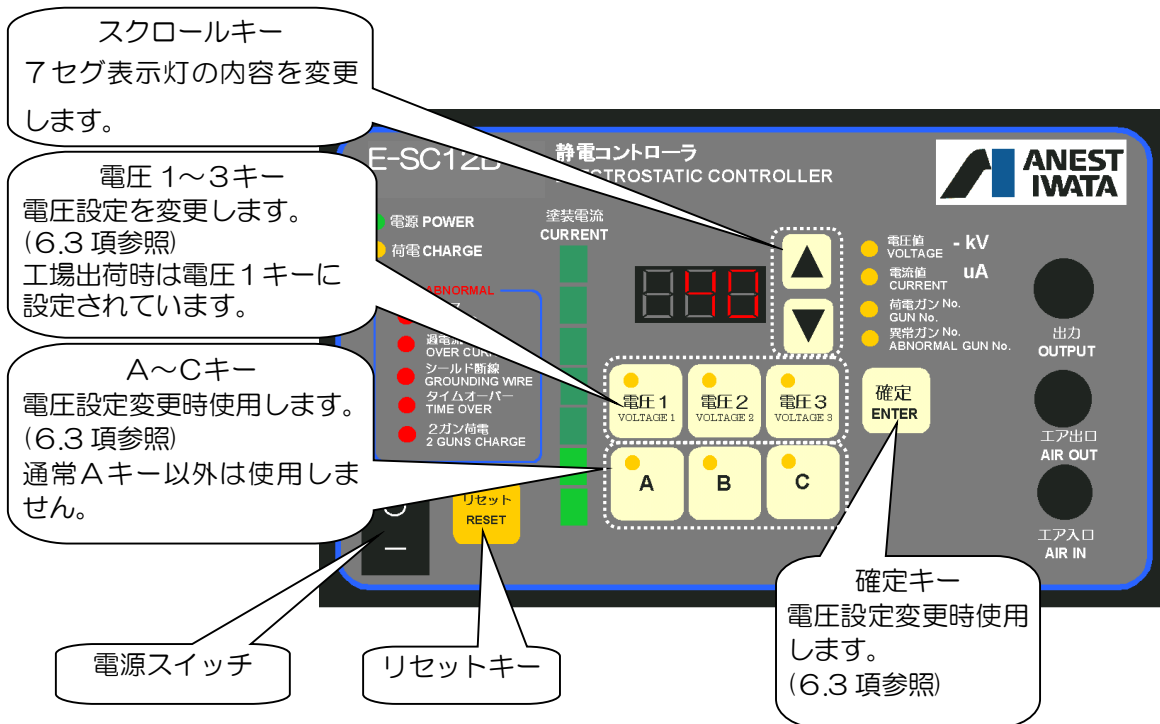 スクロールキー
7セグ表示灯の内容を変更
します。
電圧1～3キー
電圧設定を変更します。
(6.3項参照)
工場出荷時は電圧1キーに
設定されています。
A～Cキー
電圧設定変更時使用します。
(6.3項参照)
通常Aキー以外は使用しま
せん。
電源スイッチ
リセットキー
確定キー
電圧設定変更時使用
します。
(6.3項参照)
E-SC12B
静電コントローラ
ELECTROSTATIC CONTROLLER
ANEST
IWATA
電源 POWER
荷電 CHARGE
ABNORMAL
過電流
OVER CURR
シールド断線
GROUNDING WIRE
タイムオーバー
TIME OVER
2ガン荷電
2 GUNS CHARGE
リセット
RESET
塗装電流
CURRENT
40
▲
▼
電圧値
VOLTAGE
- kV
電流値
CURRENT
uA
荷電ガン No.
GUN No.
異常ガン No.
ABNORMAL GUN No.
電圧1
VOLTAGE 1
電圧2
VOLTAGE 2
電圧3
VOLTAGE 3
A
B
C
確定
ENTER
出力
OUTPUT
エア出口
AIR OUT
エア入口
AIR IN